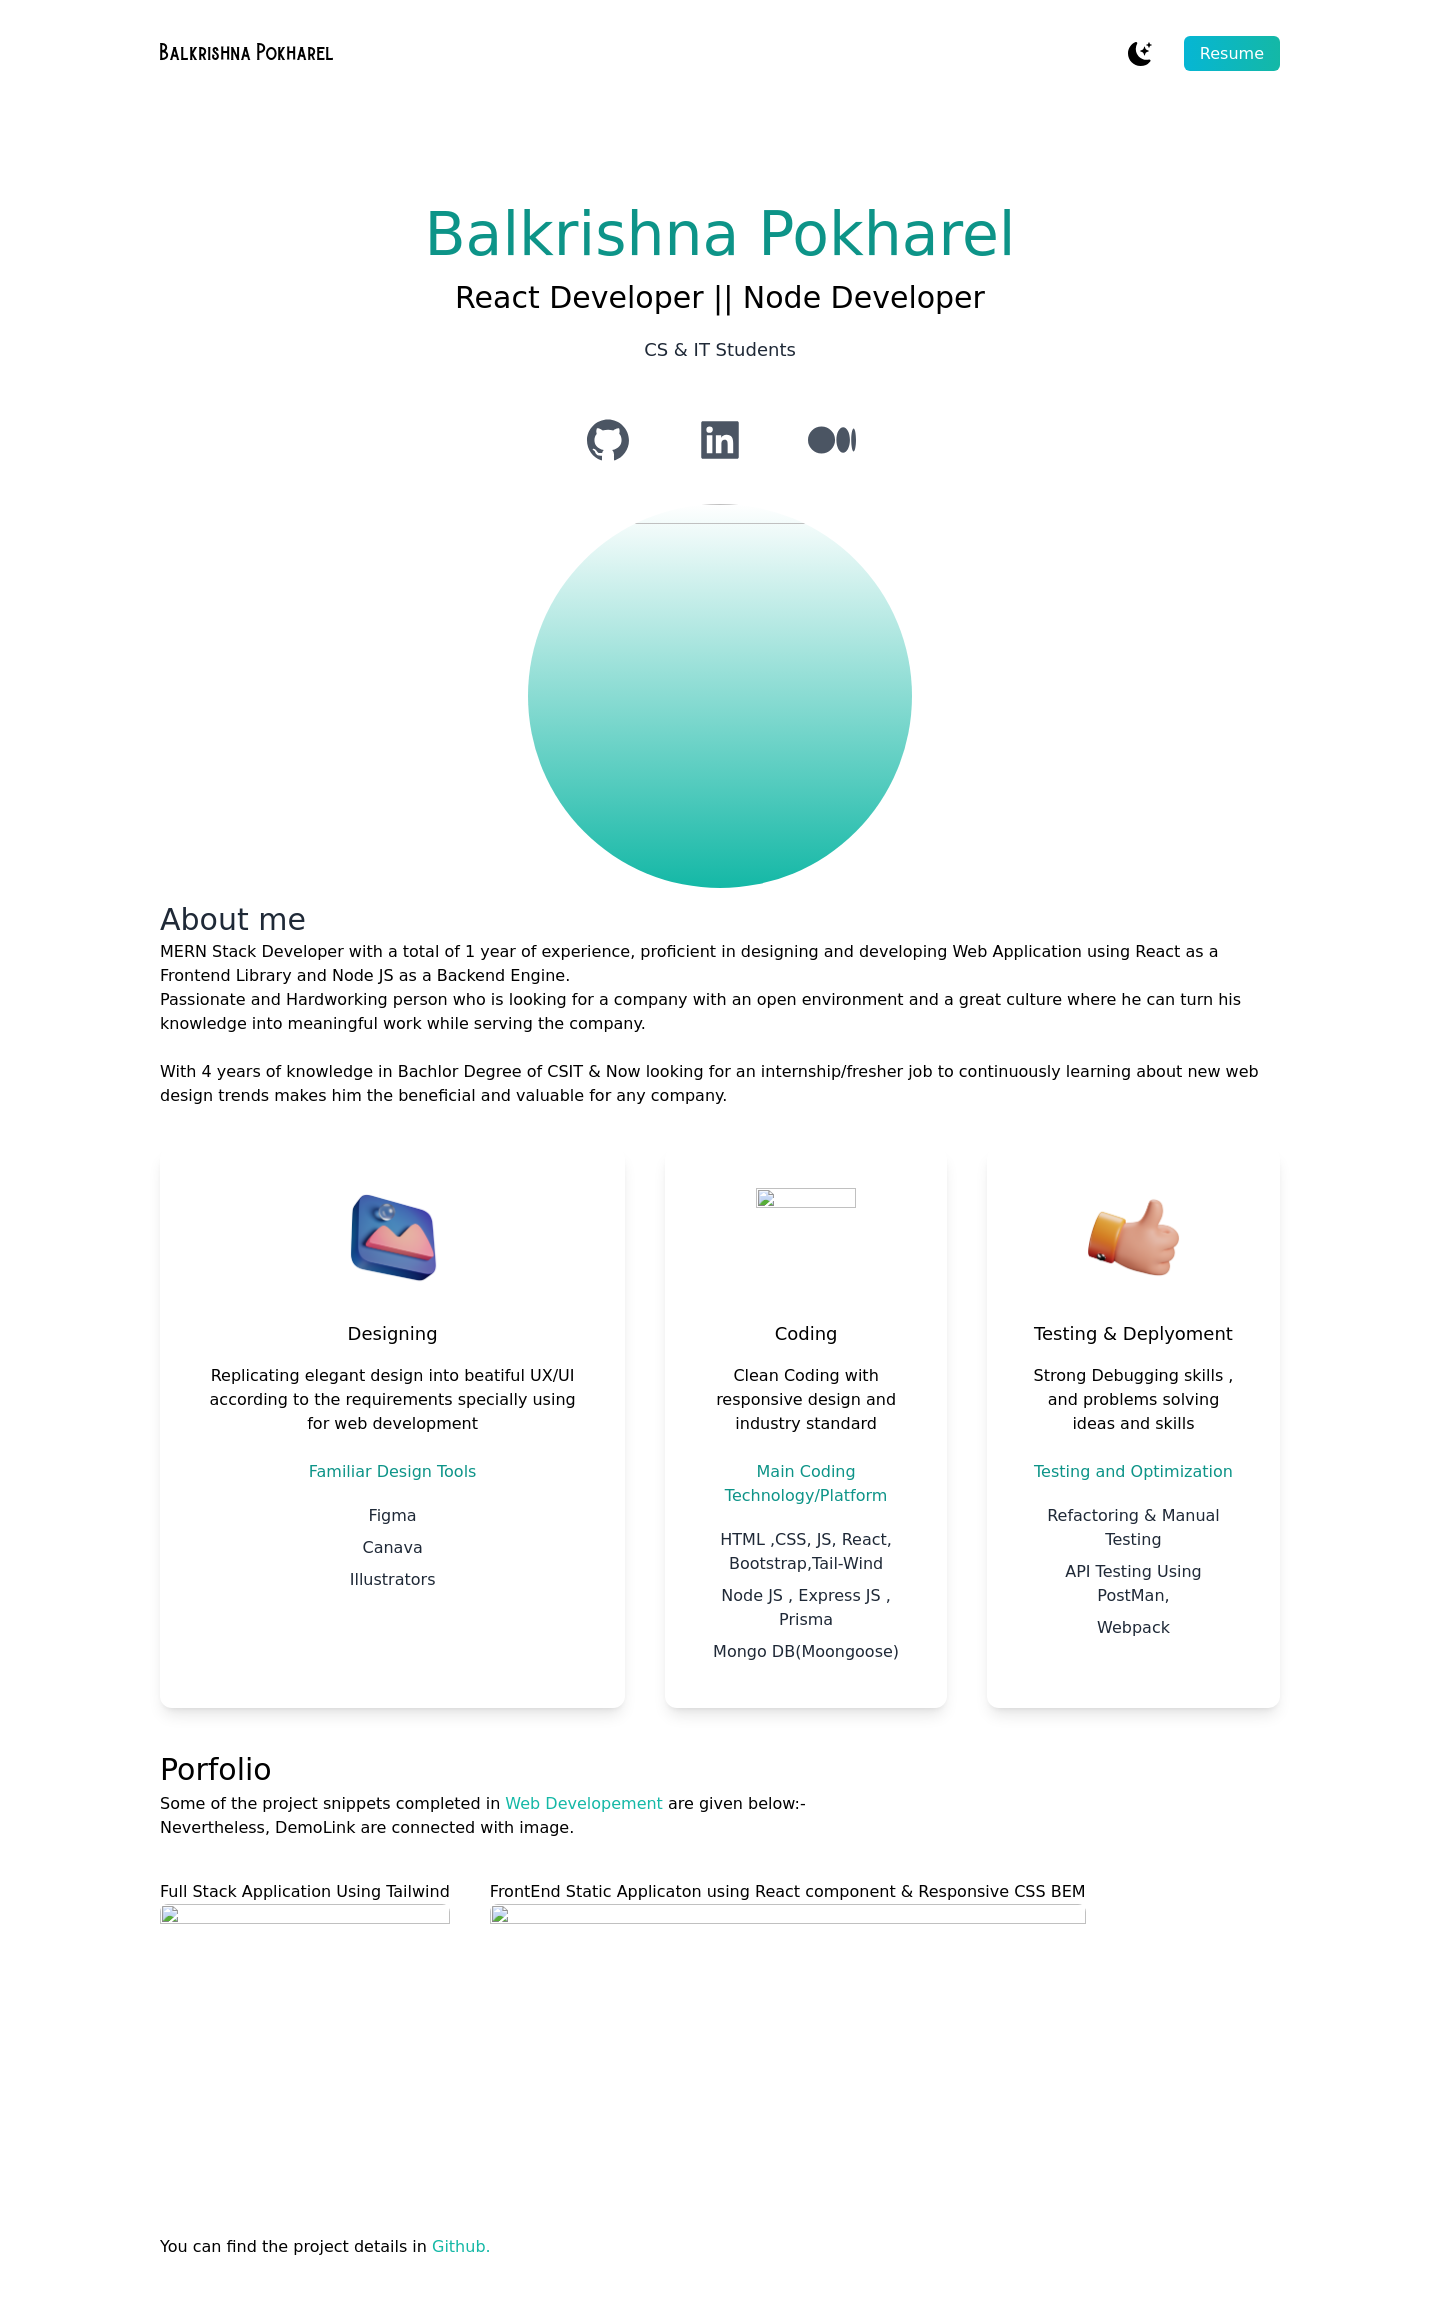 Balkrishna Pokharel
Resume
Balkrishna Pokharel
React Developer || Node Developer
CS & IT Students
About me
MERN Stack Developer with a total of 1 year of experience, proficient in designing and developing Web Application using React as a
Frontend Library and Node JS as a Backend Engine.
Passionate and Hardworking person who is looking for a company with an open environment and a great culture where he can turn his
knowledge into meaningful work while serving the company.
With 4 years of knowledge in Bachlor Degree of CSIT & Now looking for an internship/fresher job to continuously learning about new web
design trends makes him the beneficial and valuable for any company.
Designing
Replicating elegant design into beatiful UX/UI
according to the requirements specially using
for web development
Familiar Design Tools
Figma
Canava
Illustrators
Coding
Clean Coding with
responsive design and
industry standard
Main Coding
Technology/Platform
HTML ,CSS, JS, React,
Bootstrap,Tail-Wind
Node JS , Express JS ,
Prisma
Mongo DB(Moongoose)
Testing & Deplyoment
Strong Debugging skills ,
and problems solving
ideas and skills
Testing and Optimization
Refactoring & Manual
Testing
API Testing Using
PostMan,
Webpack
Porfolio
Some of the project snippets completed in Web Developement are given below:-
Nevertheless, DemoLink are connected with image.
Full Stack Application Using Tailwind
FrontEnd Static Applicaton using React component & Responsive CSS BEM
You can find the project details in Github.